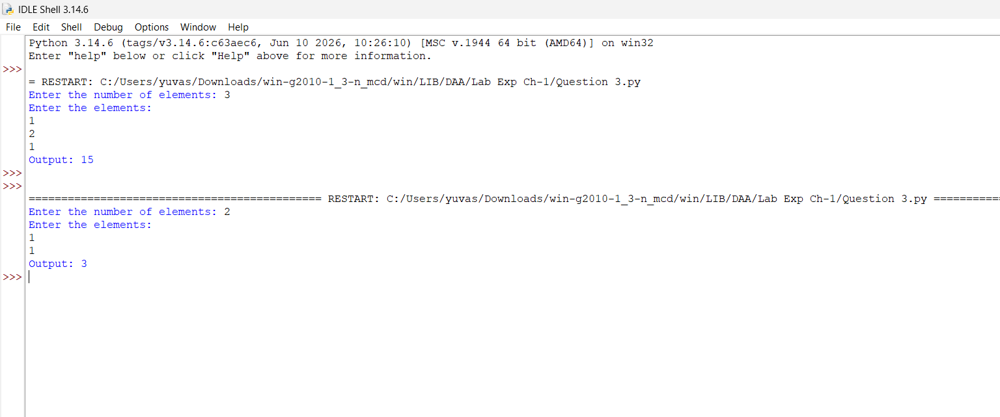 IDLE Shell 3.14.6
File Edit Shell Debug Options Window Help
Python 3.14.6 (tags/v3.14.6:c63aec6, Jun 10 2026, 10:26:10) [MSC v.1944 64 bit (AMD64)] on win32
Enter "help" below or click "Help" above for more information.
>>>
= RESTART: C:/Users/yuvas/Downloads/win-g2010-1_3-n_mcd/win/LIB/DAA/Lab Exp Ch-1/Question 3.py
Enter the number of elements: 3
Enter the elements:
1
2
1
Output: 15
>>>
>>>
============================================= RESTART: C:/Users/yuvas/Downloads/win-g2010-1_3-n_mcd/win/LIB/DAA/Lab Exp Ch-1/Question 3.py ===========
Enter the number of elements: 2
Enter the elements:
1
1
Output: 3
>>>